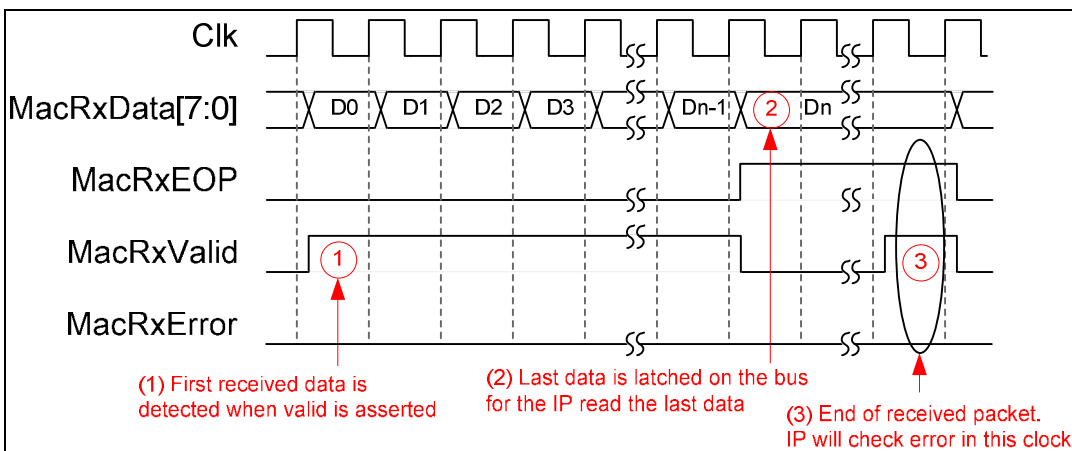 Clk
MacRxData[7:0]
D0
D1
D2
D3
Dn-1
2
Dn
MacRxEOP
MacRxValid
1
3
MacRxError
(1) First received data is
detected when valid is asserted
(2) Last data is latched on the bus
for the IP read the last data
(3) End of received packet.
IP will check error in this clock